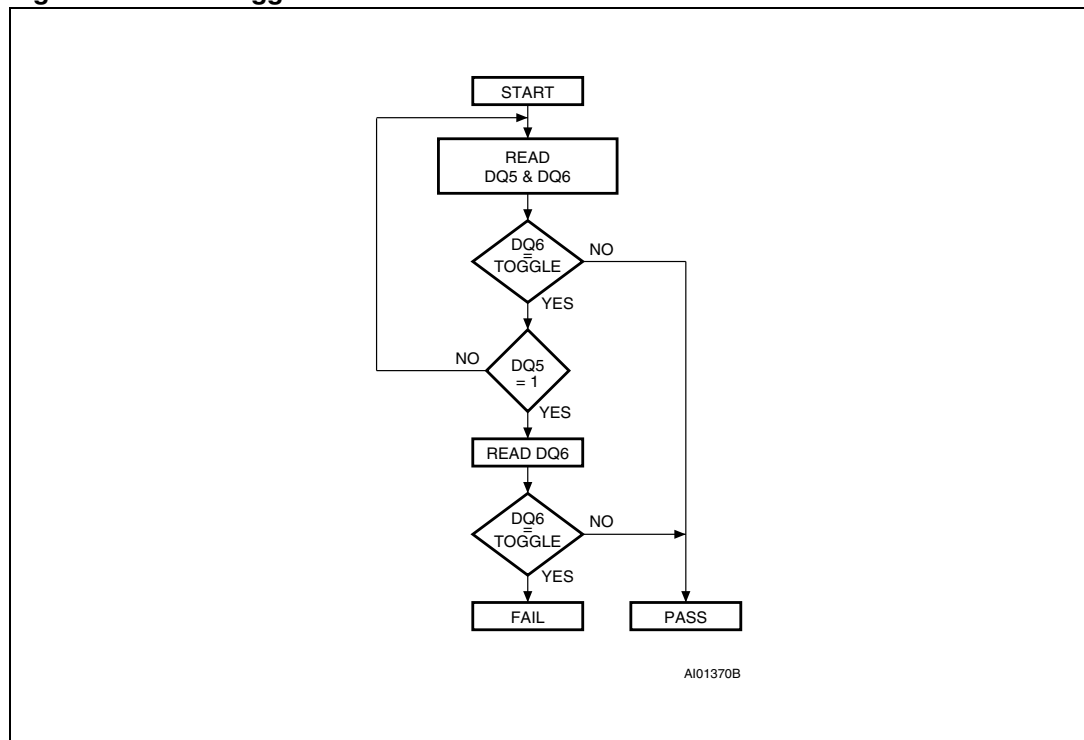 START
READ
DQ5 & DQ6
DQ6
=
TOGGLE
NO
YES
NO
DQ5
= 1
YES
READ DQ6
DQ6
=
TOGGLE
NO
YES
FAIL
PASS
AI01370B